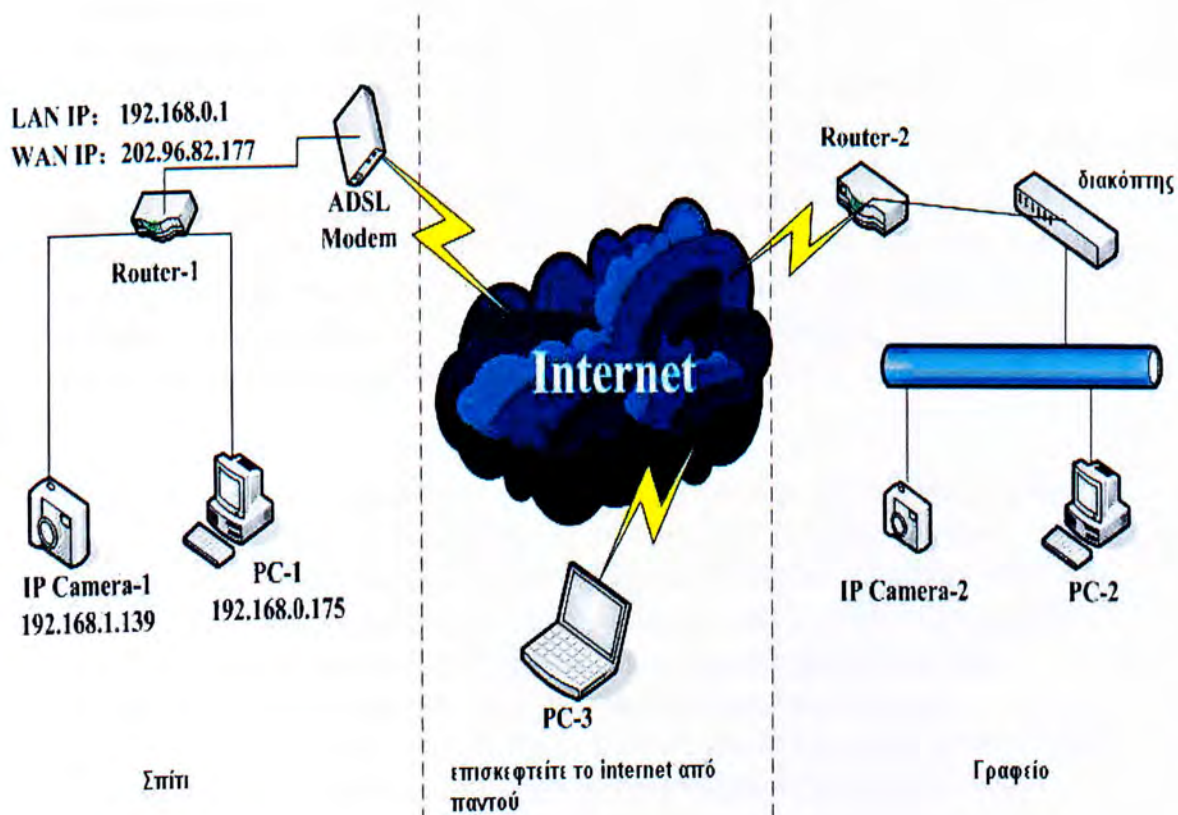 LAN IP: 192.168.0.1
WAN IP: 202.96.82.177
Router-1
ADSL
Modem
Router-2
διακόπτης
Internet
IP Camera-1
192.168.1.139
PC-1
192.168.0.175
PC-3
IP Camera-2
PC-2
Σπίτι
επισκεφτείτε το internet από
παντού
Γραφείο